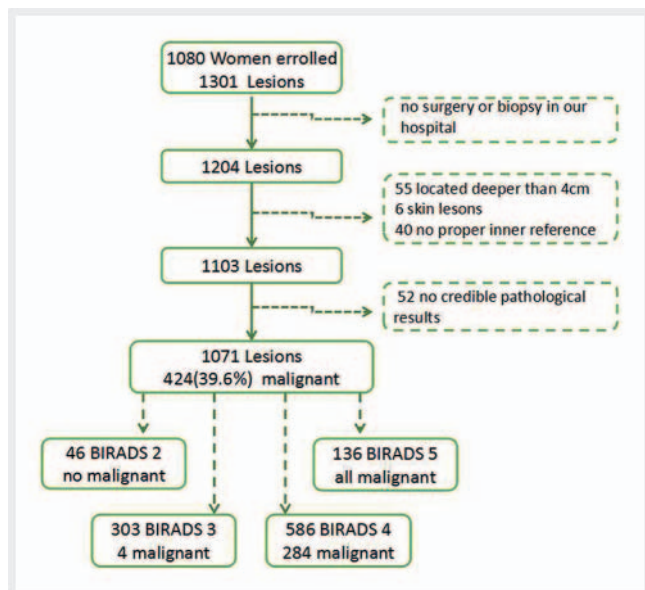 1080 Women enrolled
1301 Lesions
no surgery or biopsy in our
hospital
1204 Lesions
55 located deeper than 4cm
6 skin lesons
40 no proper inner reference
1103 Lesions
52 no credible pathological
results
1071 Lesions
424(39.6%) malignant
46 BIRADS 2
no malignant
136 BIRADS 5
all malignant
303 BIRADS 3
4 malignant
586 BIRADS 4
284 malignant